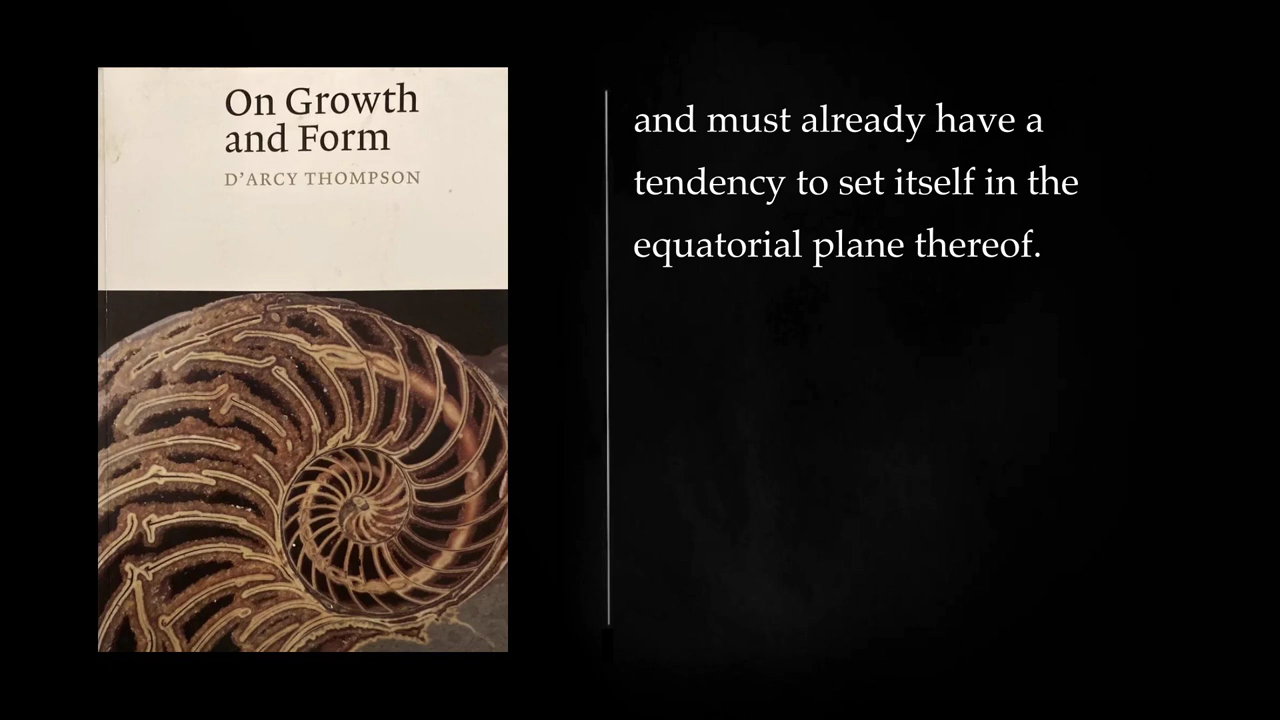 On Growth
and Form
D'ARCY THOMPSON
and must already have a
tendency to set itself in the
equatorial plane thereof.